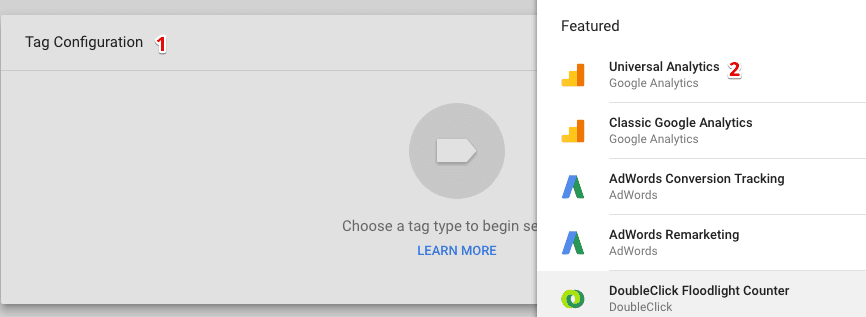 Tag Configuration 1
Choose a tag type to begin se
LEARN MORE
Featured
Universal Analytics 2
Google Analytics
Classic Google Analytics
Google Analytics
AdWords Conversion Tracking
AdWords
AdWords Remarketing
AdWords
DoubleClick Floodlight Counter
DoubleClick